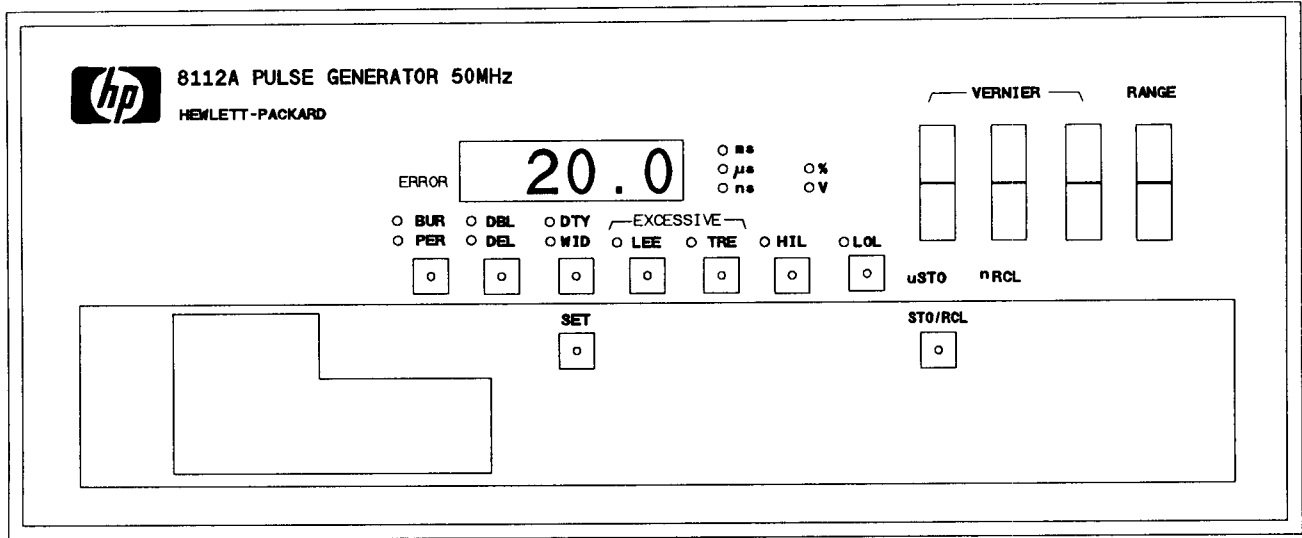 hp
8112A PULSE GENERATOR 50MHz
HEWLETT-PACKARD
VERNIER RANGE
ERROR 20.0
ms
µs %
ns V
BUR DBL DTY EXCESSIVE
PER DEL WID LEE TRE HIL LOL
uSTO nRCL
SET STO/RCL